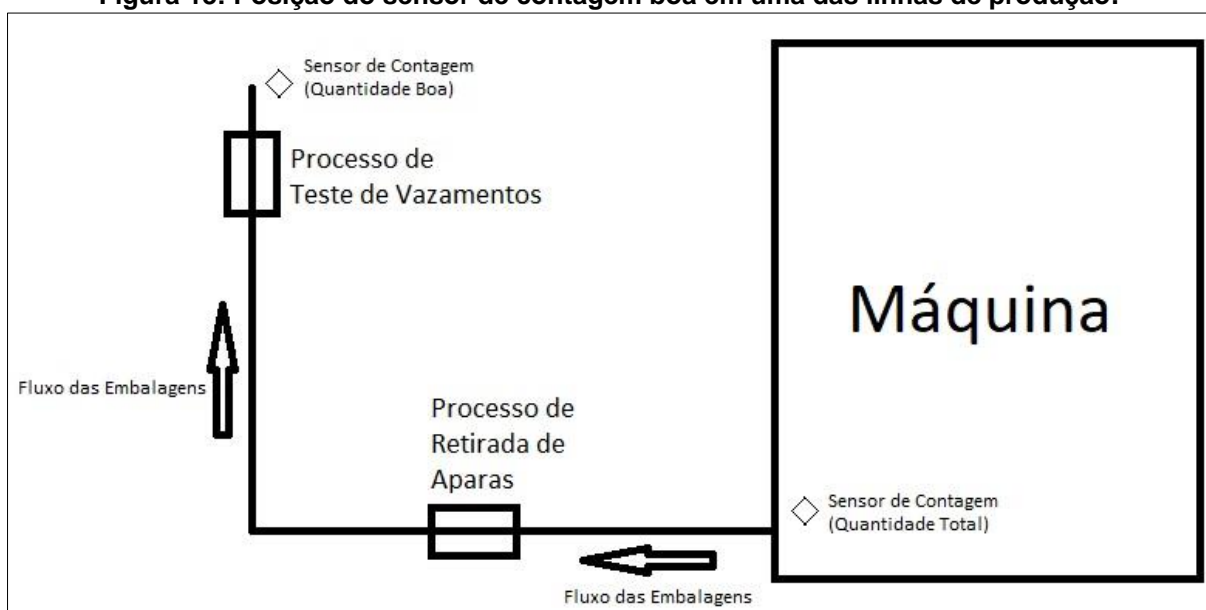 Sensor de Contagem
(Quantidade Boa)
Processo de
Teste de Vazamentos
Máquina
Fluxo das Embalagens
Processo de
Retirada de
Aparas
Sensor de Contagem
(Quantidade Total)
Fluxo das Embalagens